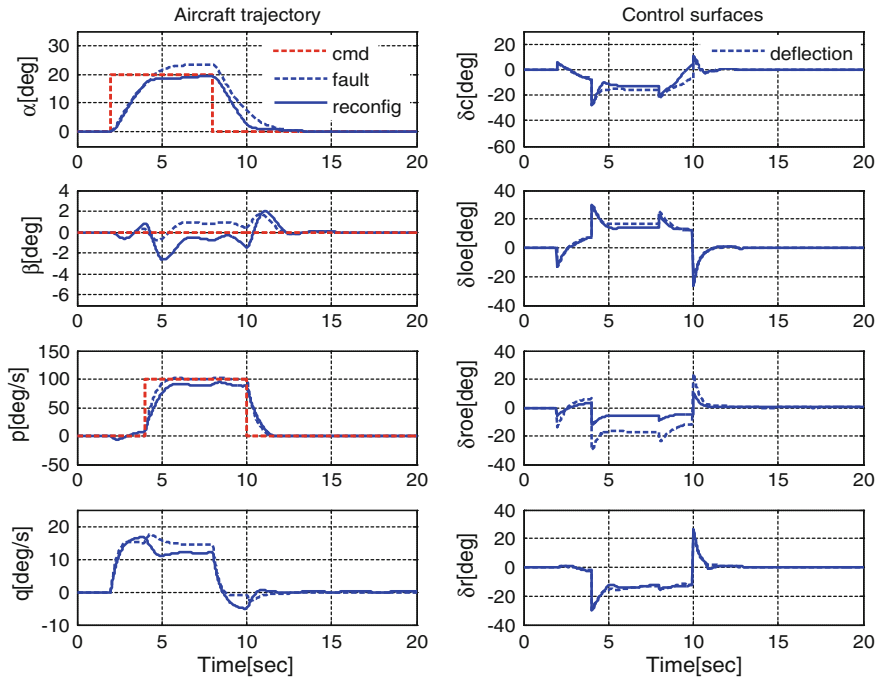 Aircraft trajectory
α[deg]
30
20
10
0
cmd
fault
reconfig
0 5 10 15 20
β[deg]
4
2
0
-2
-4
-6
0 5 10 15 20
p[deg/s]
150
100
50
0
-50
0 5 10 15 20
q[deg/s]
20
10
0
-10
0 5 10 15 20
Time[sec]
Control surfaces
δc[deg]
20
0
-20
-40
-60
deflection
0 5 10 15 20
δloe[deg]
40
20
0
-20
-40
0 5 10 15 20
δroe[deg]
40
20
0
-20
-40
0 5 10 15 20
δr[deg]
40
20
0
-20
-40
0 5 10 15 20
Time[sec]